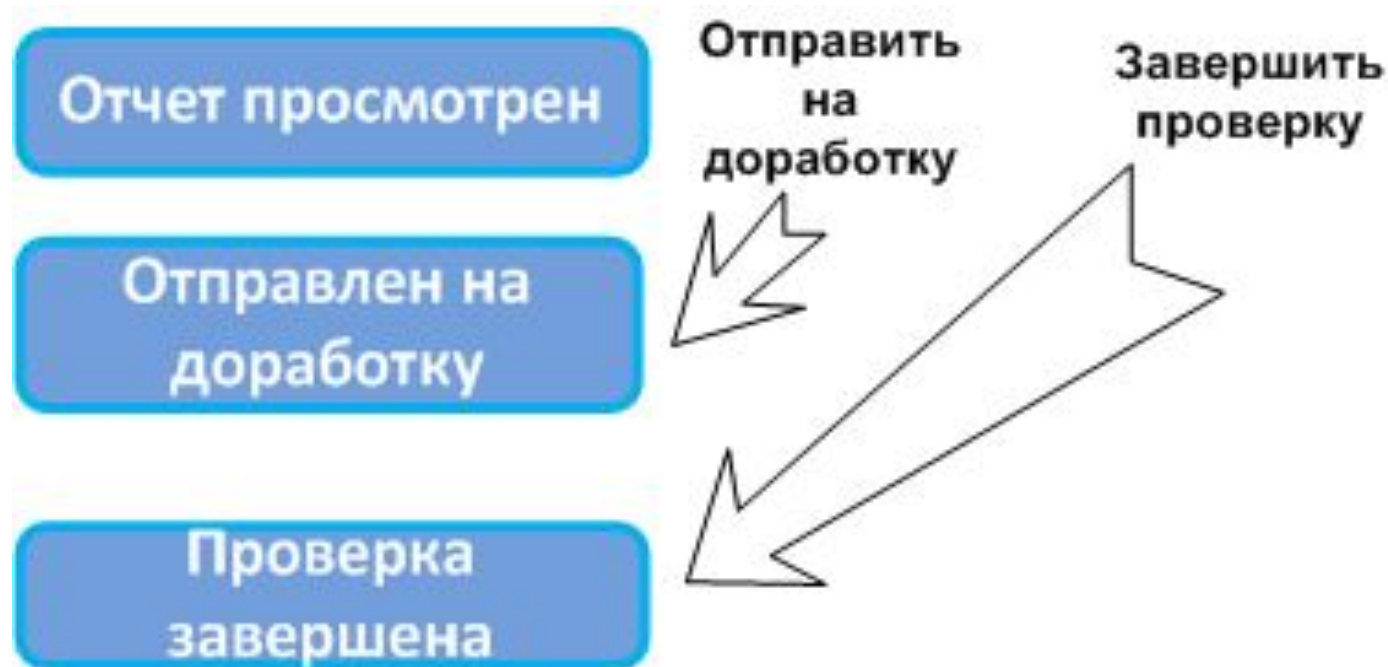 Отчет просмотрен
Отправить
на
доработку
Завершить
проверку
Отправлен на
доработку
Проверка
завершена